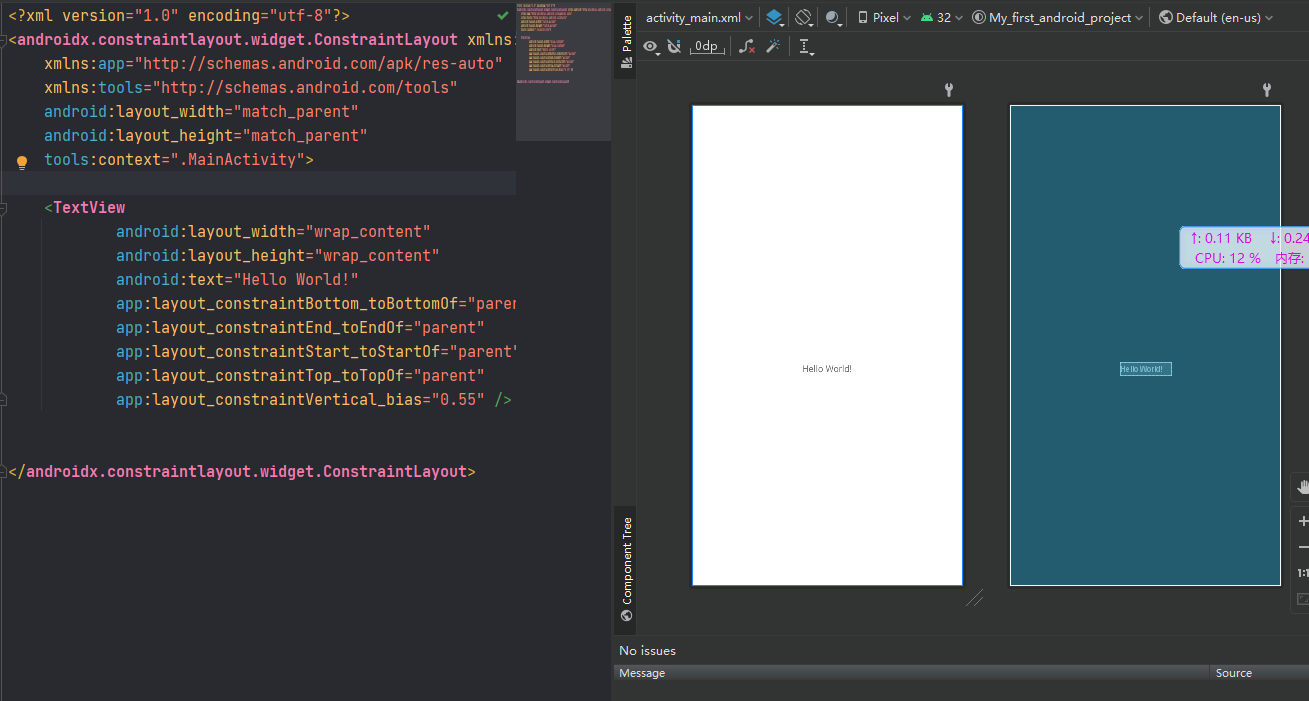 <?xml version="1.0" encoding="utf-8"?>
<androidx.constraintlayout.widget.ConstraintLayout xmlns:
xmlns:app="http://schemas.android.com/apk/res-auto"
xmlns:tools="http://schemas.android.com/tools"
android:layout_width="match_parent"
android:layout_height="match_parent"
tools:context=".MainActivity">
<TextView
android:layout_width="wrap_content"
android:layout_height="wrap_content"
android:text="Hello World!"
app:layout_constraintBottom_toBottomOf="paren
app:layout_constraintEnd_toEndOf="parent"
app:layout_constraintStart_toStartOf="parent"
app:layout_constraintTop_toTopOf="parent"
app:layout_constraintVertical_bias="0.55" />
</androidx.constraintlayout.widget.ConstraintLayout>
Palette
Component Tree
activity_main.xml
Pixel
32
My_first_android_project
Default (en-us)
0dp
Hello World!
Hello World!
↑: 0.11 KB ↓: 0.24
CPU: 12 % 内存:
1:1
No issues
Message
Source